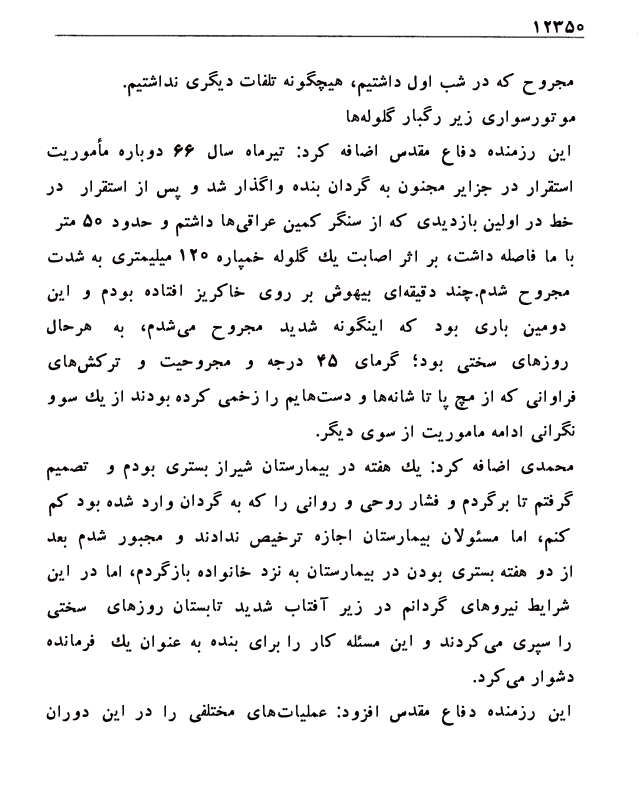 ۱۲۳۵۰
مجروح که در شب اول داشتیم، هیچگونه تلفات دیگری نداشتیم.
موتورسواری زیر رگبار گلوله‌ها
این رزمنده دفاع مقدس اضافه کرد: تیرماه سال ۶۶ دوباره مأموریت
استقرار در جزایر مجنون به گردان بنده واگذار شد و پس از استقرار در
خط در اولین بازدیدی که از سنگر کمین عراقی‌ها داشتم و حدود ۵۰ متر
با ما فاصله داشت، بر اثر اصابت یك گلوله خمپاره ۱۲۰ میلیمتری به شدت
مجروح شدم.چند دقیقه‌ای بیهوش بر روی خاکریز افتاده بودم و این
دومین باری بود که اینگونه شدید مجروح می‌شدم، به هرحال
روزهای سختی بود؛ گرمای ۴۵ درجه و مجروحیت و ترکش‌های
فراوانی که از مچ پا تا شانه‌ها و دست‌هایم را زخمی کرده بودند از یك سو و
نگرانی ادامه ماموریت از سوی دیگر.
محمدی اضافه کرد: یك هفته در بیمارستان شیراز بستری بودم و تصمیم
گرفتم تا برگردم و فشار روحی و روانی را که به گردان وارد شده بود کم
کنم، اما مسئولان بیمارستان اجازه ترخیص ندادند و مجبور شدم بعد
از دو هفته بستری بودن در بیمارستان به نزد خانواده بازگردم، اما در این
شرایط نیروهای گردانم در زیر آفتاب شدید تابستان روزهای سختی
را سپری می‌کردند و این مسئله کار را برای بنده به عنوان یك فرمانده
دشوار می‌کرد.
این رزمنده دفاع مقدس افزود: عملیات‌های مختلفی را در این دوران